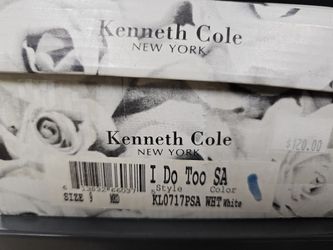 Kenneth Cole
NEW YORK
Kenneth Cole
NEW YORK
$120.00
I Do Too SA
Style Color
SIZE 9 MED KL0717PSA WHT White